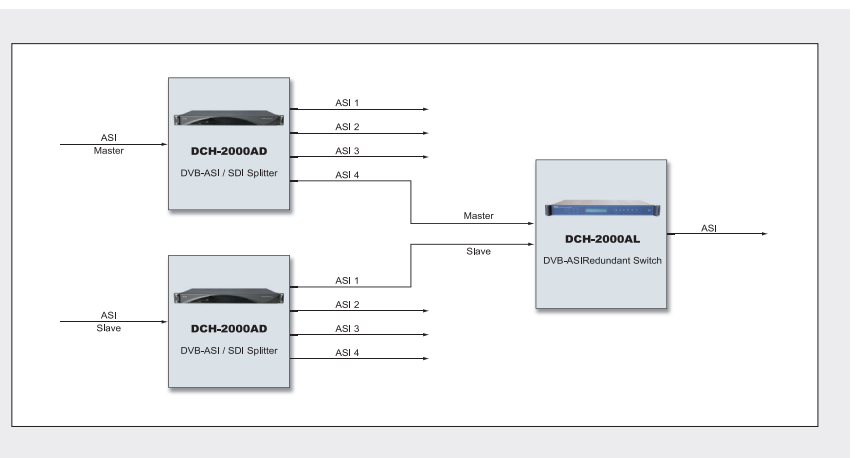 ASI
Master
DCH-2000AD
DVB-ASI / SDI Splitter
ASI 1
ASI 2
ASI 3
ASI 4
ASI
Slave
DCH-2000AD
DVB-ASI / SDI Splitter
ASI 1
ASI 2
ASI 3
ASI 4
Master
Slave
DCH-2000AL
DVB-ASIRedundant Switch
ASI